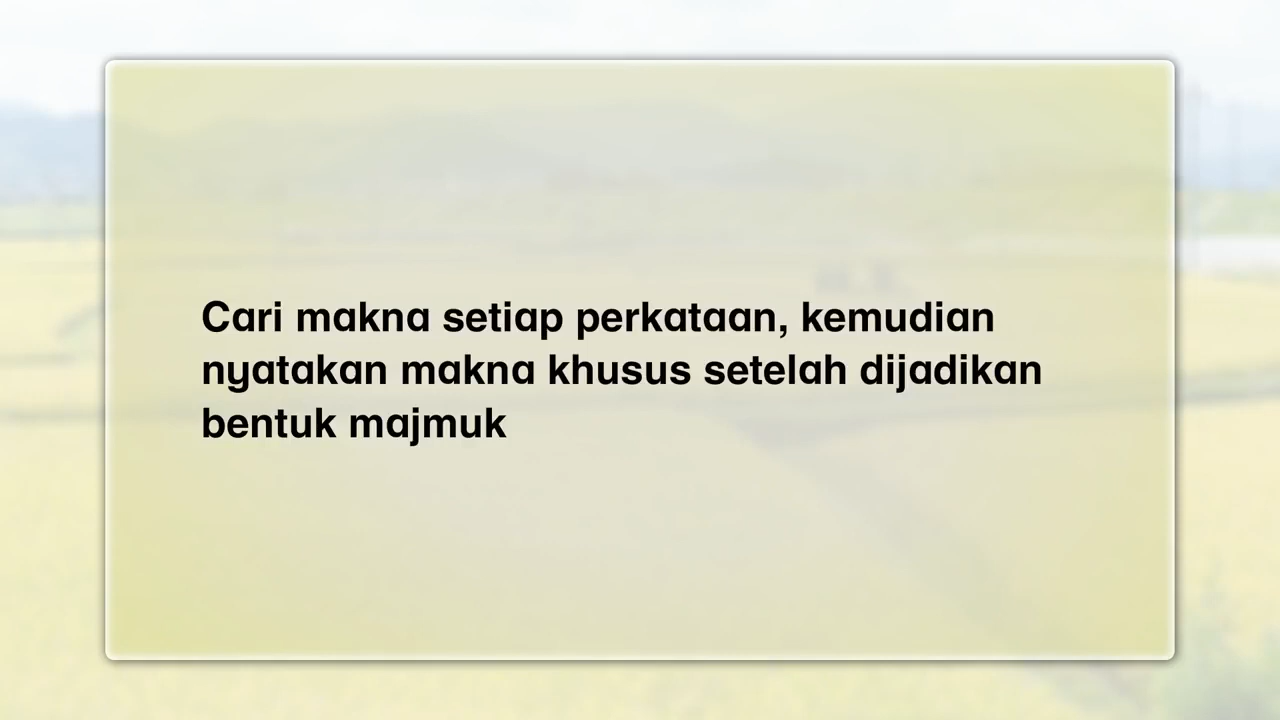 Cari makna setiap perkataan, kemudian
nyatakan makna khusus setelah dijadikan
bentuk majmuk